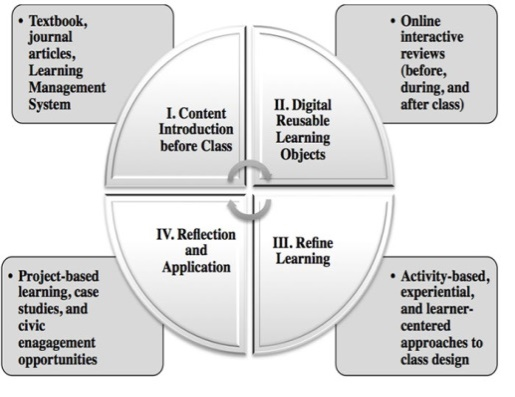 • Textbook,
journal
articles,
Learning
Management
System
• Online
interactive
reviews
(before,
during, and
after class)
I. Content
Introduction
before Class
II. Digital
Reusable
Learning
Objects
IV. Reflection
and
Application
III. Refine
Learning
• Project-based
learning, case
studies, and
civic
enagagement
opportunities
• Activity-based,
experiential,
and learner-
centered
approaches to
class design